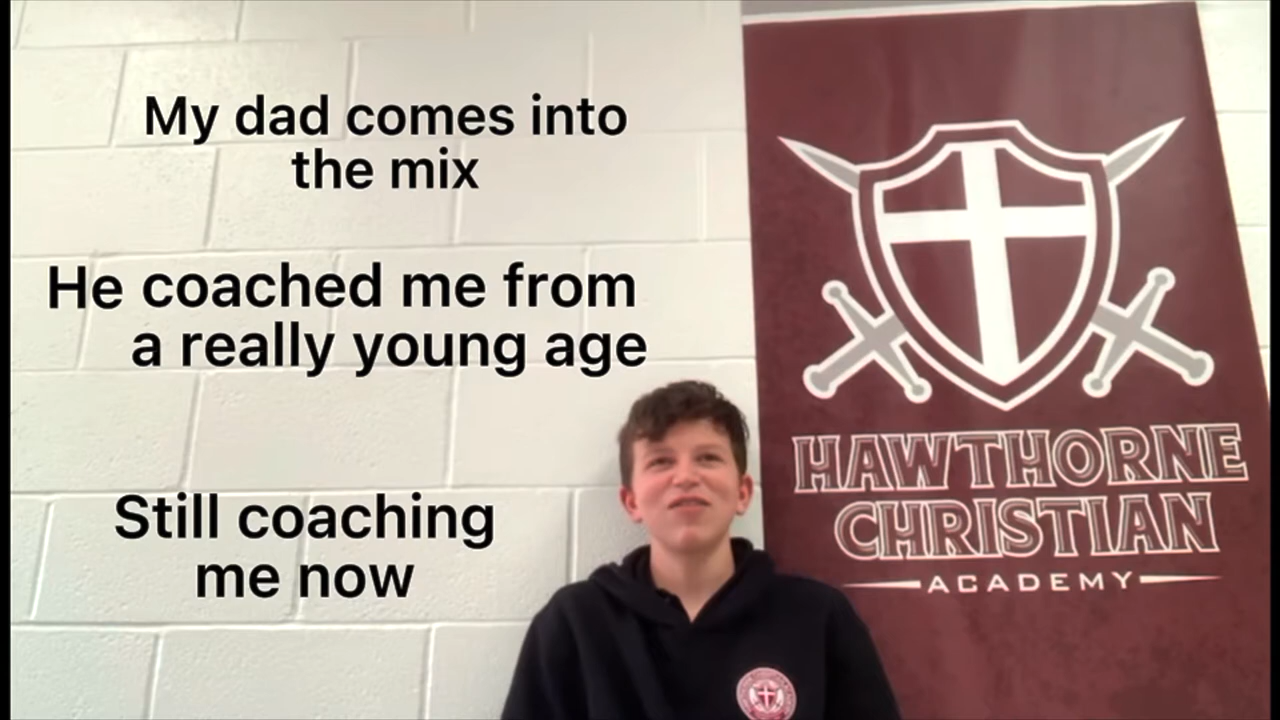 My dad comes into
the mix
He coached me from
a really young age
Still coaching
me now
HAWTHORNE
CHRISTIAN
ACADEMY